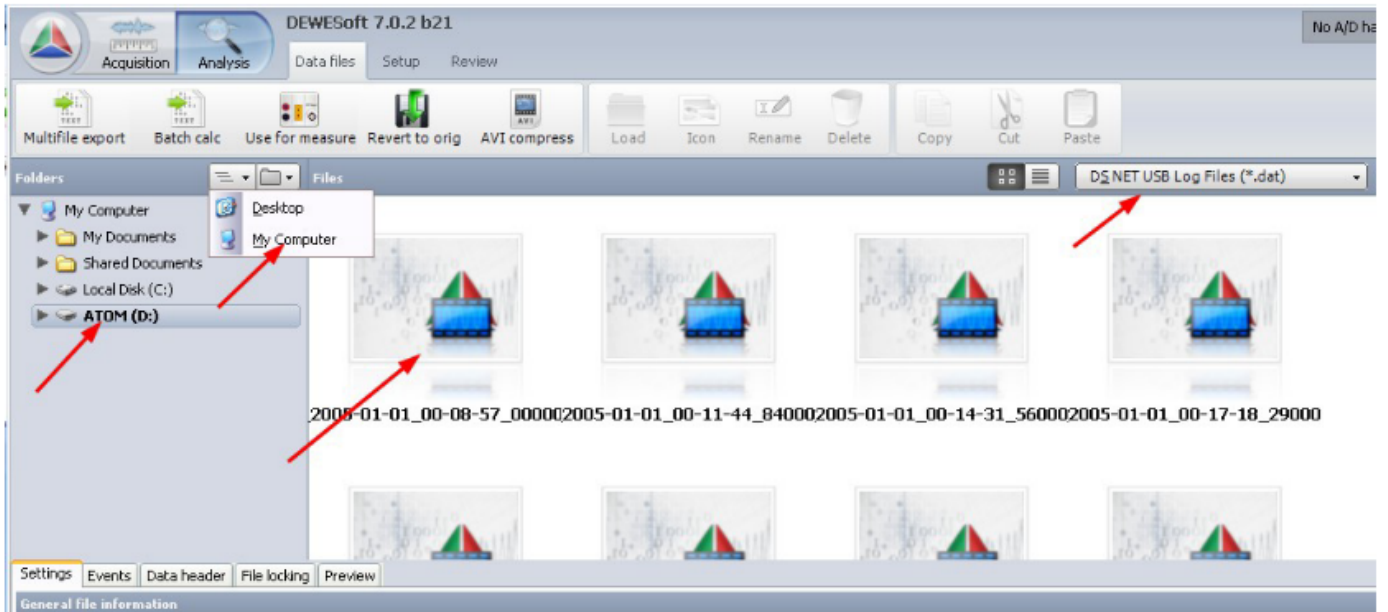 DEWESoft 7.0.2 b21
No A/D ha
Acquisition Analysis Data files Setup Review
Multifile export Batch calc Use for measure Revert to orig AVI compress Load Icon Rename Delete Copy Cut Paste
Folders Files DS NET USB Log Files (*.dat)
My Computer
Desktop
My Documents
My Computer
Shared Documents
Local Disk (C:)
ATOM (D:)
_2005-01-01_00-08-57_00000 2005-01-01_00-11-44_84000 2005-01-01_00-14-31_56000 2005-01-01_00-17-18_29000
Settings Events Data header File locking Preview
General file information